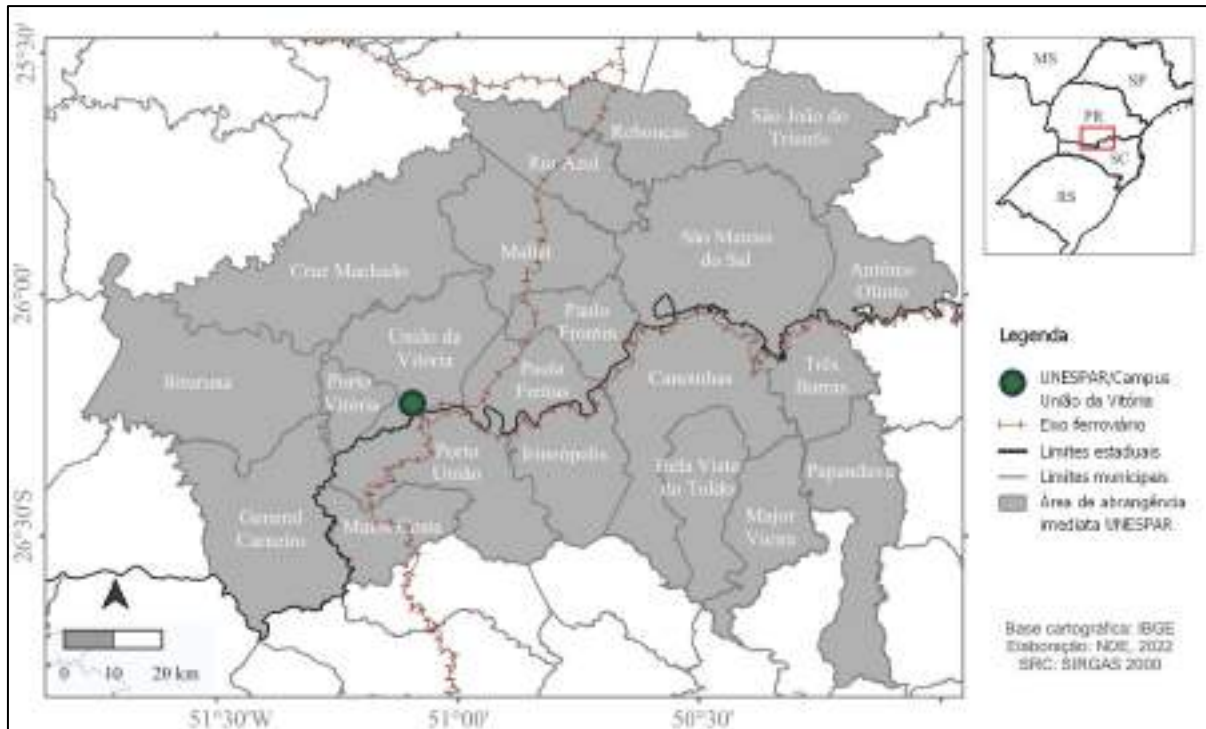 25°30'
26°00'
26°30'S
51°30'W
51°00'
50°30'
Rebouças
São João do
Triunfo
Rio Azul
Mallet
São Mateus
do Sul
Cruz Machado
Antônio
Olinto
Paulo
Frontin
União da
Vitória
Paula
Freitas
Canoinhas
Três
Barras
Bituruna
Porto
Vitória
Porto
União
Irineópolis
Bela Vista
do Toldo
Papanduva
Major
Vieira
General
Carneiro
Matos Costa
0
10
20 km
MS
SP
PR
SC
RS
Legenda
UNESPAR/Campus
União da Vitória
Eixo ferroviário
Limites estaduais
Limites municipais
Área de abrangência
imediata UNESPAR
Base cartográfica: IBGE
Elaboração: NDE, 2022
SRC: SIRGAS 2000